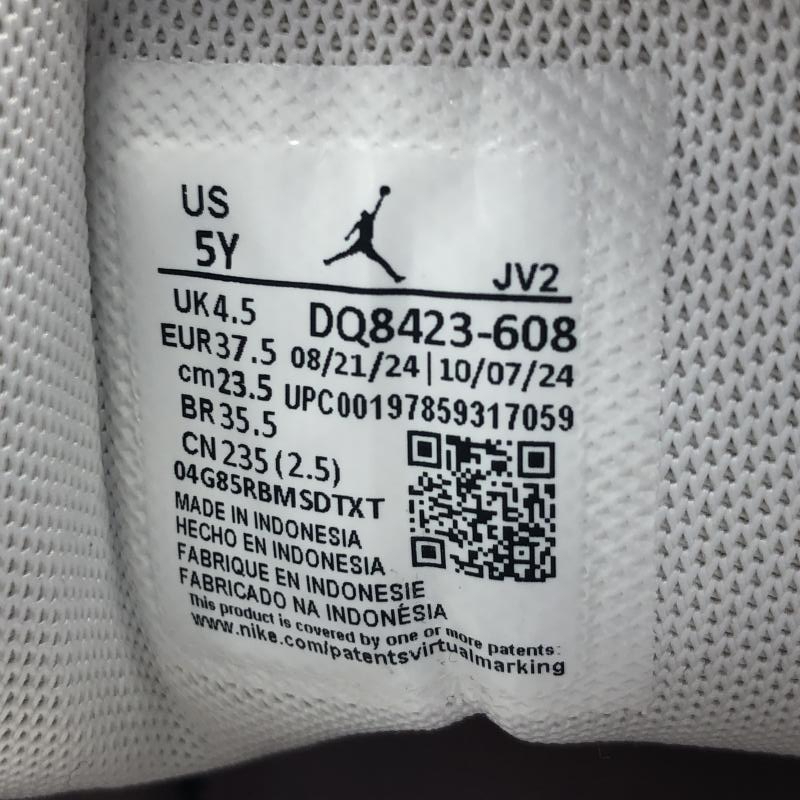 US
5Y
JV2
UK4.5
DQ8423-608
EUR37.5
08/21/24|10/07/24
cm23.5
UPC00197859317059
BR35.5
CN235(2.5)
04G85RBMSDTXT
MADE IN INDONESIA
HECHO EN INDONESIA
FABRIQUE EN INDONESIE
FABRICADO NA INDONÉSIA
This product is covered by one or more patents:
www.nike.com/patentsvirtualmarking